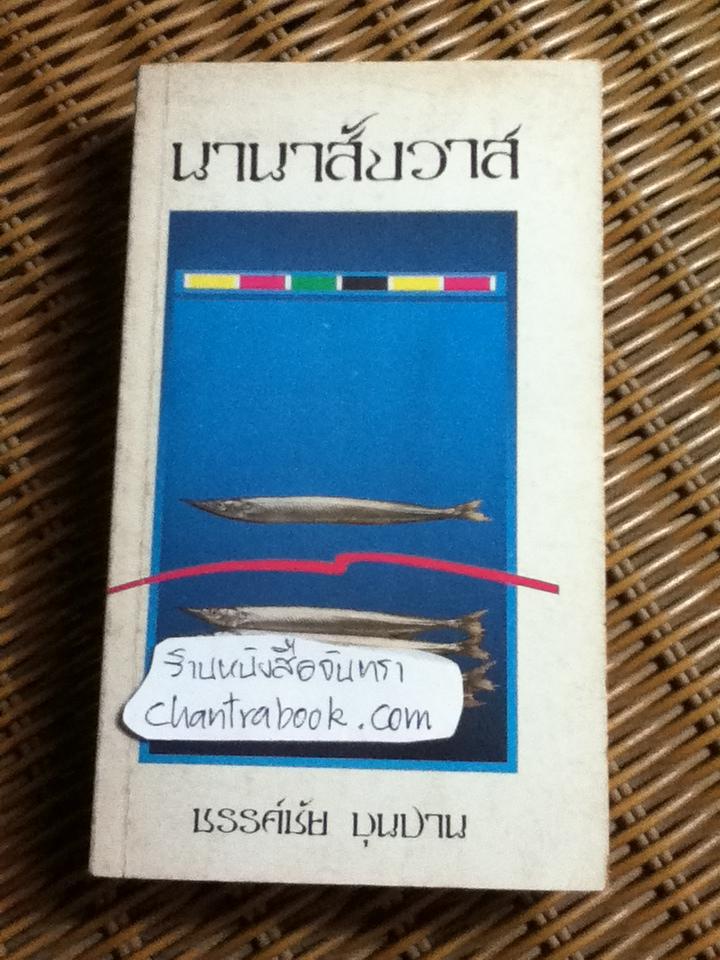 นานาสังวาส
ร้านหนังสือจันทรา
chantrabook.com
ขรรค์ชัย บุนปาน